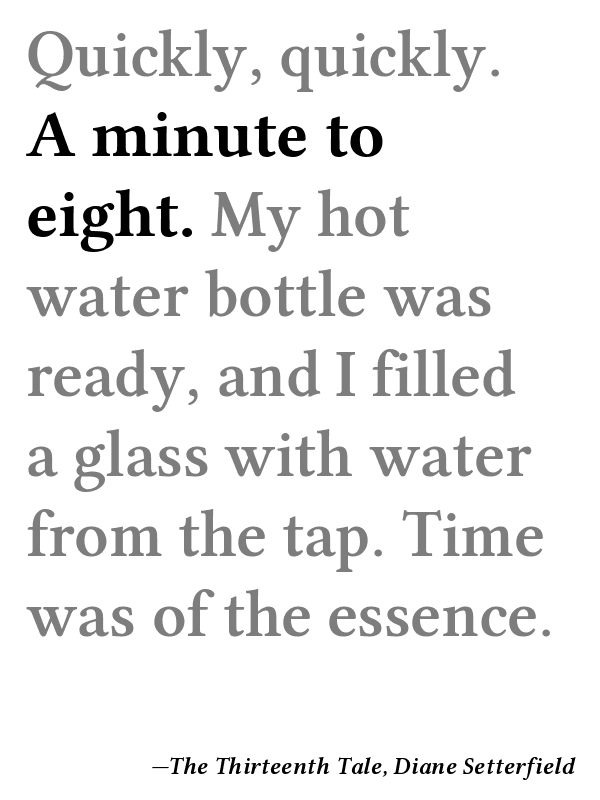 Quickly, quickly.
A minute to
eight. My hot
water bottle was
ready, and I filled
a glass with water
from the tap. Time
was of the essence.
—The Thirteenth Tale, Diane Setterfield